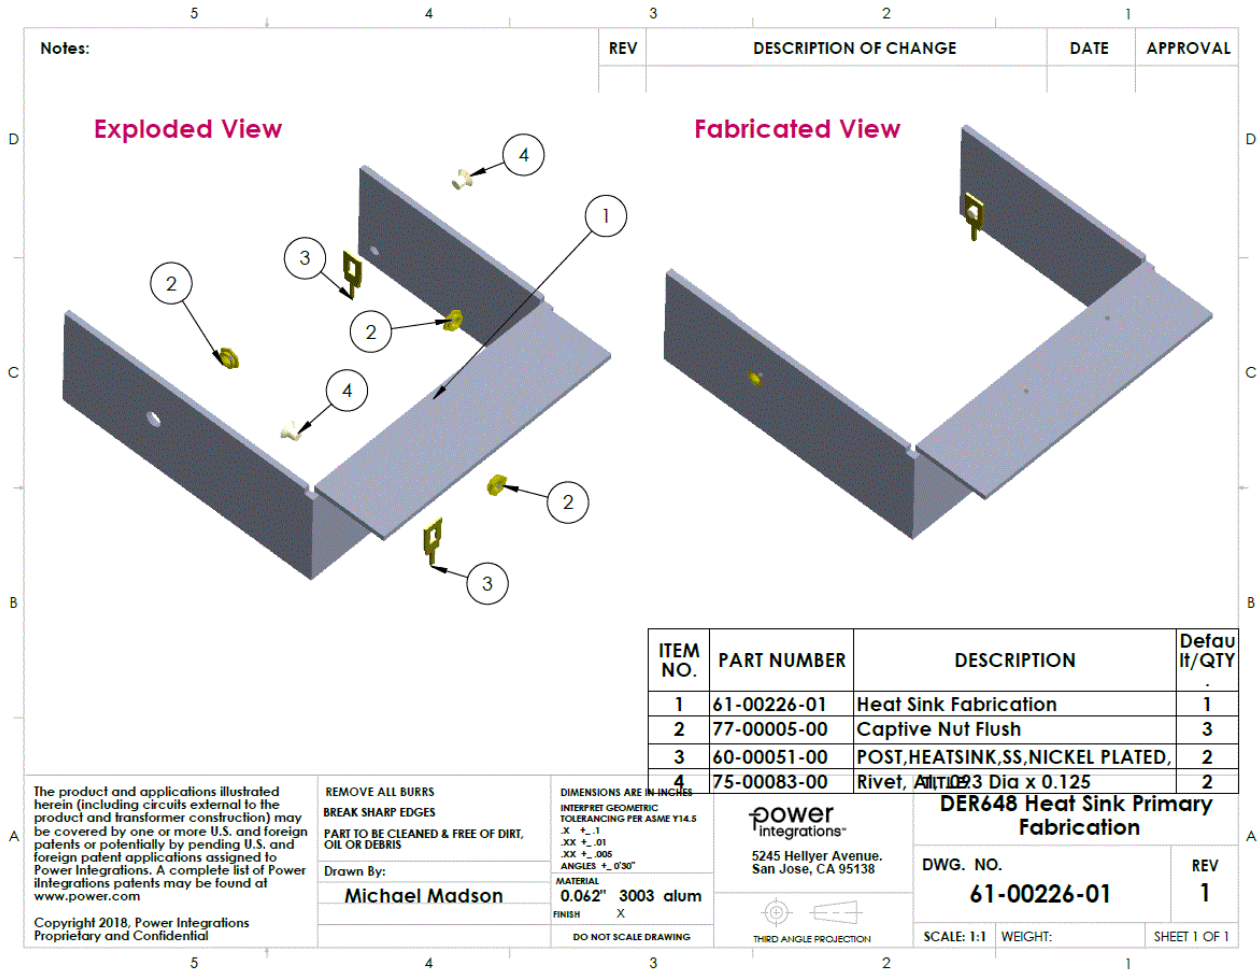 5 4 3 2 1
Notes:
REV DESCRIPTION OF CHANGE DATE APPROVAL
D D
Exploded View
Fabricated View
4
1
3
2
2
C C
4
2
3
B B
ITEM NO. PART NUMBER DESCRIPTION Defau lt/QTY .
1 61-00226-01 Heat Sink Fabrication 1
2 77-00005-00 Captive Nut Flush 3
3 60-00051-00 POST,HEATSINK,SS,NICKEL PLATED, 2
4 75-00083-00 Rivet, .093 Dia x 0.125 2
A A
The product and applications illustrated
herein (including circuits external to the
product and transformer construction) may
be covered by one or more U.S. and foreign
patents or potentially by pending U.S. and
foreign patent applications assigned to
Power Integrations. A complete list of Power
iIntegrations patents may be found at
www.power.com
Copyright 2018, Power Integrations
Proprietary and Confidential
REMOVE ALL BURRS
BREAK SHARP EDGES
PART TO BE CLEANED & FREE OF DIRT,
OIL OR DEBRIS
Drawn By:
Michael Madson
DIMENSIONS ARE IN INCHES
INTERPRET GEOMETRIC
TOLERANCING PER ASME Y14.5
.X +_ .1
.XX +_ .01
.XX +_ .005
ANGLES +_ 0'30"
MATERIAL
0.062" 3003 alum
FINISH X
DO NOT SCALE DRAWING
power
integrations
5245 Hellyer Avenue.
San Jose, CA 95138
THIRD ANGLE PROJECTION
TITLE:
DER648 Heat Sink Primary
Fabrication
DWG. NO.
61-00226-01
REV
1
SCALE: 1:1 WEIGHT: SHEET 1 OF 1
5 4 3 2 1